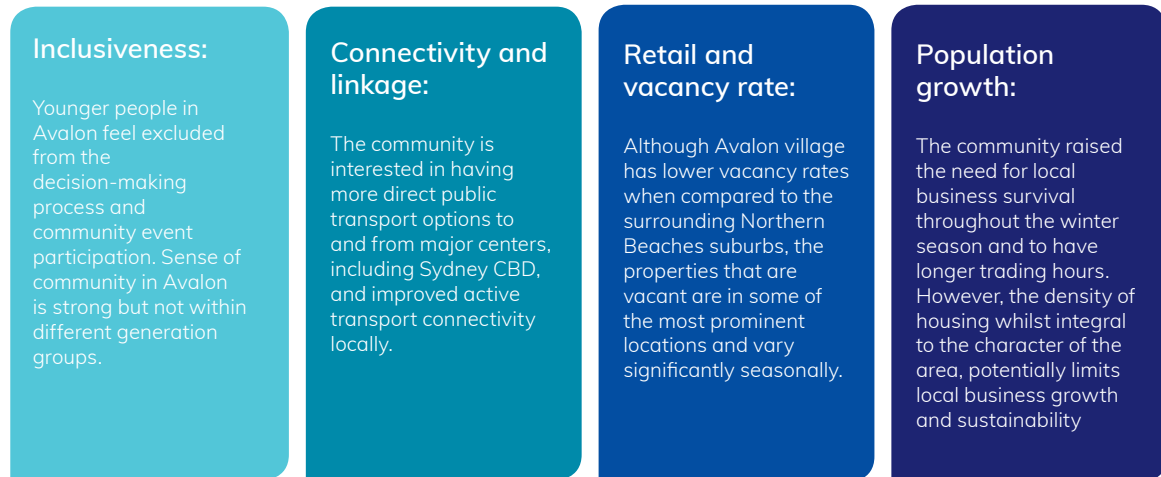 Inclusiveness:
Younger people in
Avalon feel excluded
from the
decision-making
process and
community event
participation. Sense of
community in Avalon
is strong but not within
different generation
groups.
Connectivity and
linkage:
The community is
interested in having
more direct public
transport options to
and from major centers,
including Sydney CBD,
and improved active
transport connectivity
locally.
Retail and
vacancy rate:
Although Avalon village
has lower vacancy rates
when compared to the
surrounding Northern
Beaches suburbs, the
properties that are
vacant are in some of
the most prominent
locations and vary
significantly seasonally.
Population
growth:
The community raised
the need for local
business survival
throughout the winter
season and to have
longer trading hours.
However, the density of
housing whilst integral
to the character of the
area, potentially limits
local business growth
and sustainability